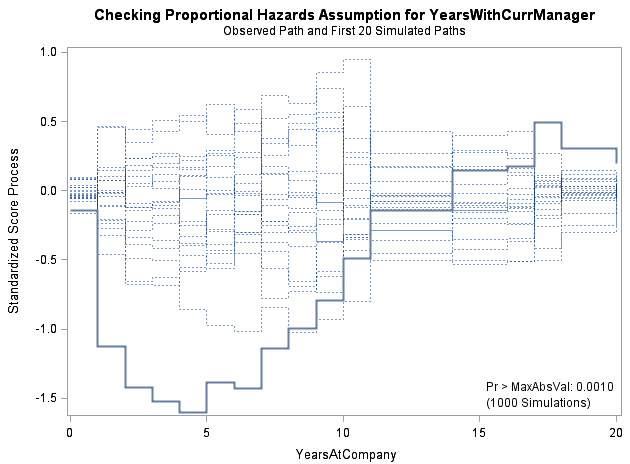 Checking Proportional Hazards Assumption for YearsWithCurrManager
Observed Path and First 20 Simulated Paths
Standardized Score Process
1.0
0.5
0.0
-0.5
-1.0
-1.5
Pr > MaxAbsVal: 0.0010
(1000 Simulations)
0 5 10 15 20
YearsAtCompany